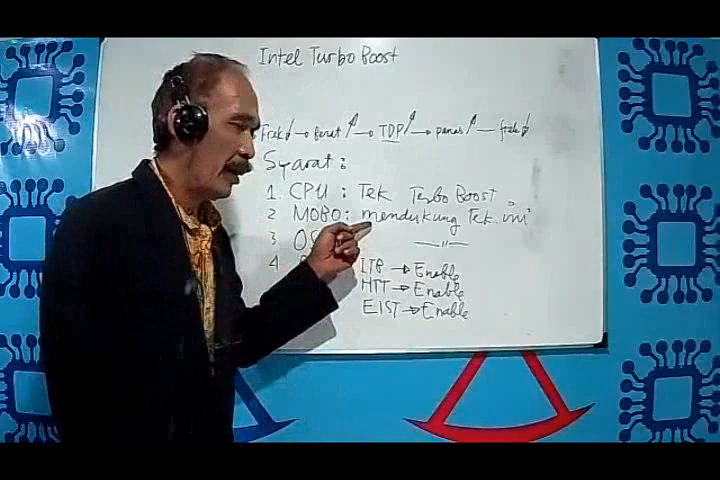 Intel Turbo Boost
Frek↓ → Berat↑ → TDP↑ → panas↑ — frek↓
Syarat :
1. CPU : Tek Turbo Boost
2 MOBO : mendukung Tek. ini
3 OS —〃—
4 ITB → Enable
HTT → Enable
EIST → Enable